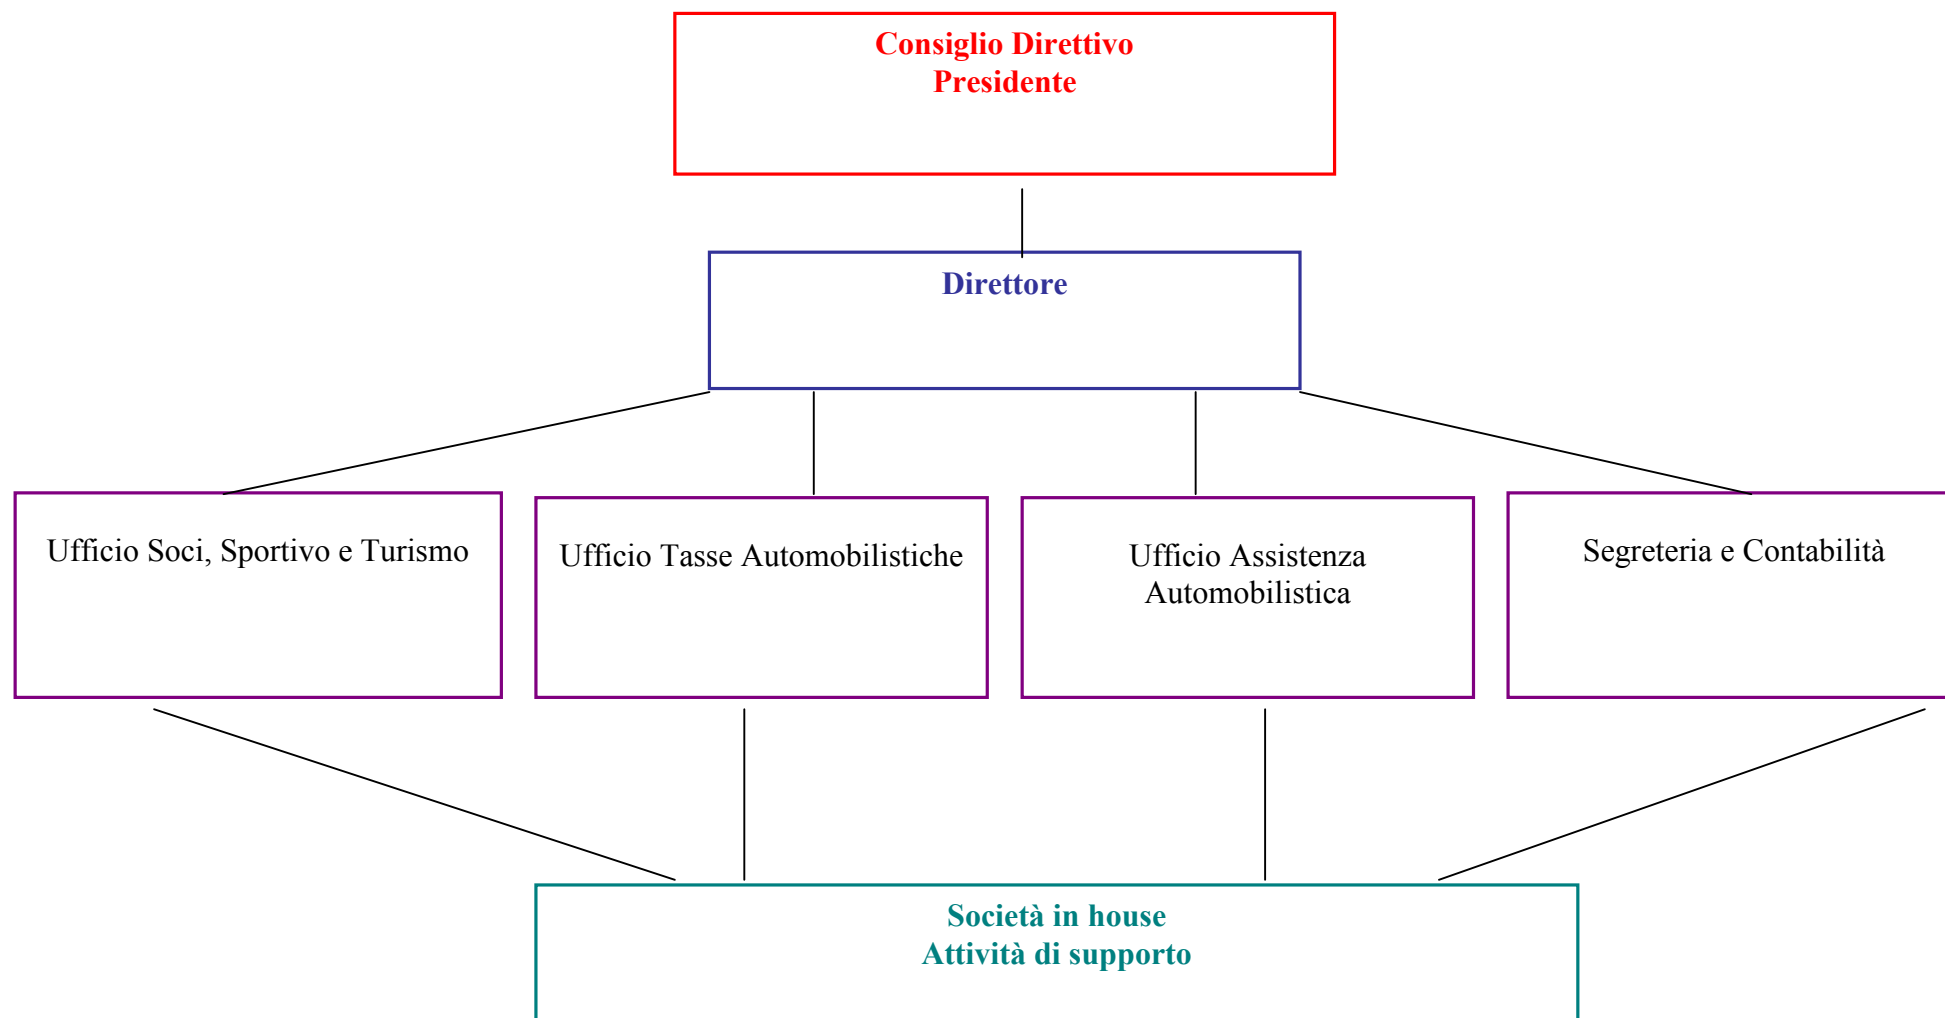 Consiglio Direttivo
Presidente
Direttore
Ufficio Soci, Sportivo e Turismo
Ufficio Tasse Automobilistiche
Ufficio Assistenza
Automobilistica
Segreteria e Contabilità
Società in house
Attività di supporto